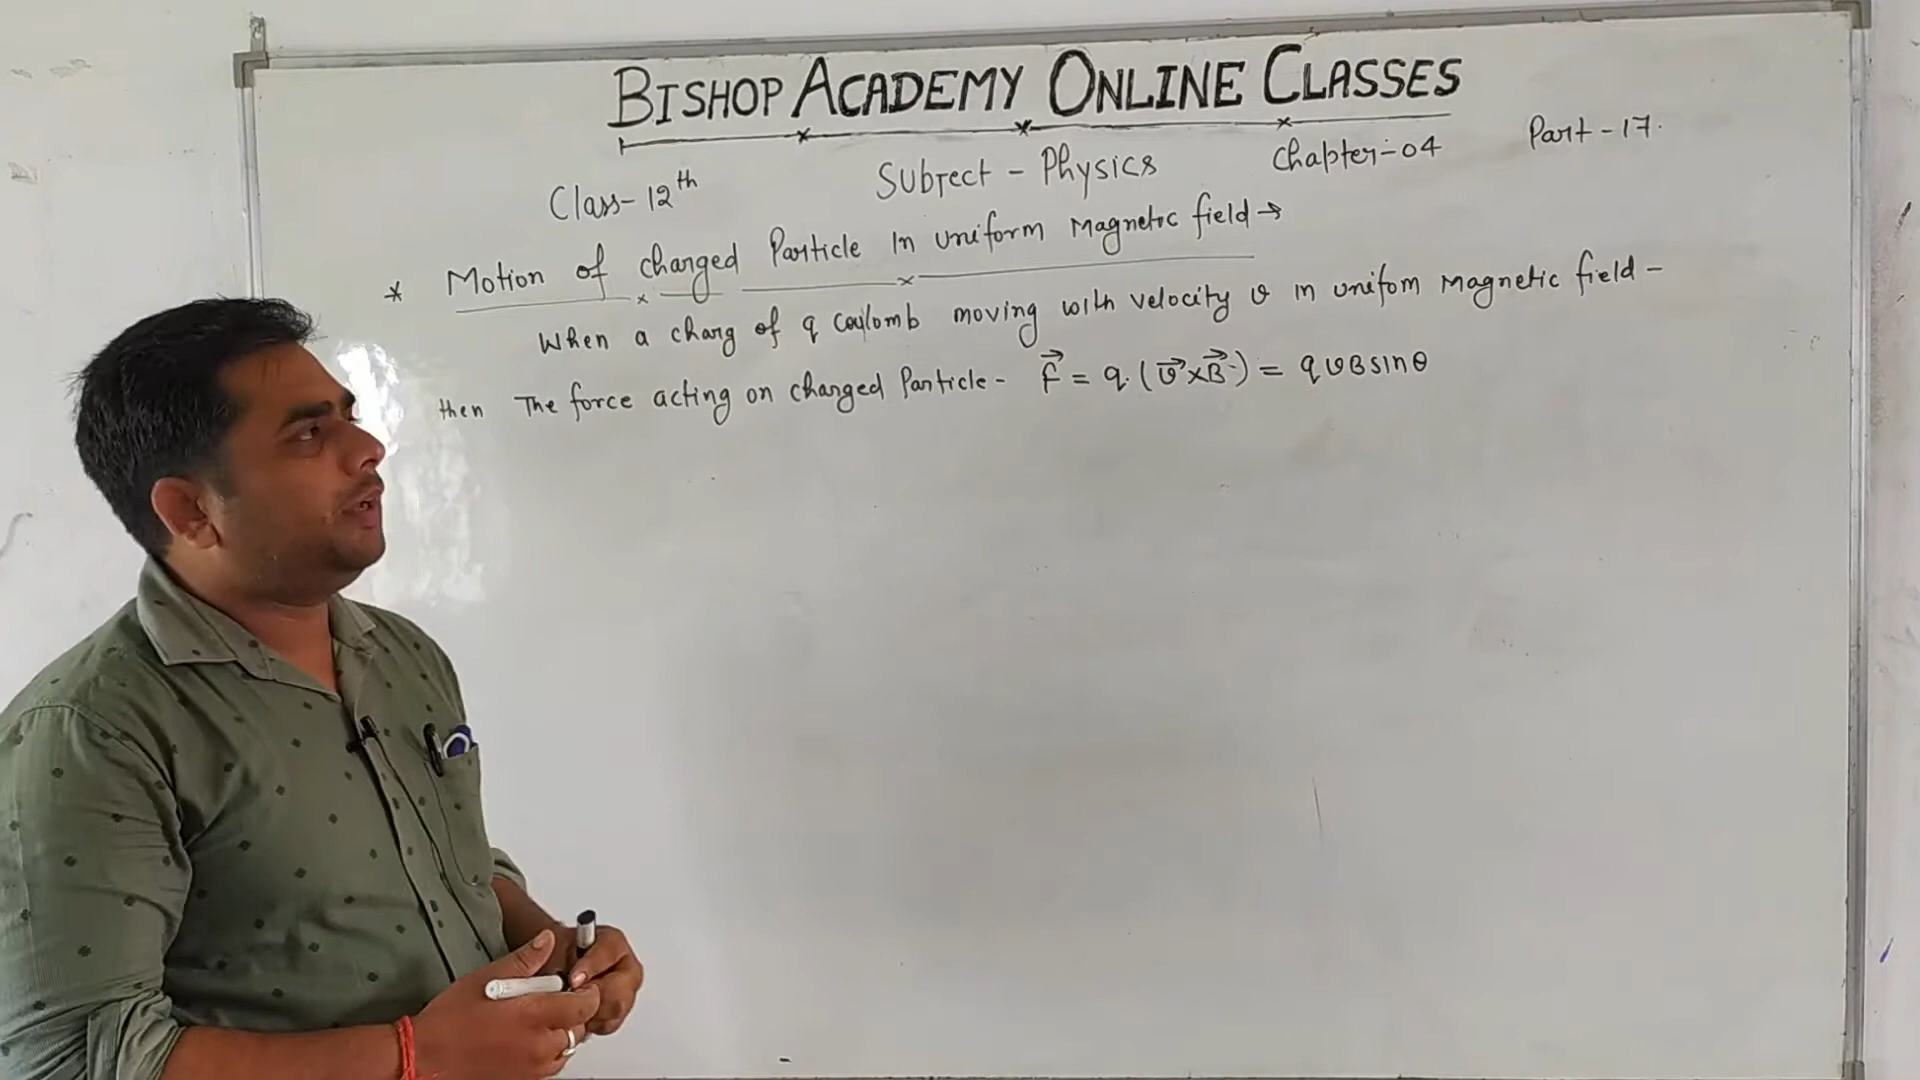 BISHOP ACADEMY ONLINE CLASSES
Class-12th Subject - Physics Chapter-04 Part-17.
* Motion of charged Particle In uniform Magnetic field →
When a charg of q Coulomb moving with velocity v in unifom Magnetic field -
then The force acting on charged Particle - F⃗ = q. (v⃗ × B⃗) = qvBsinθ